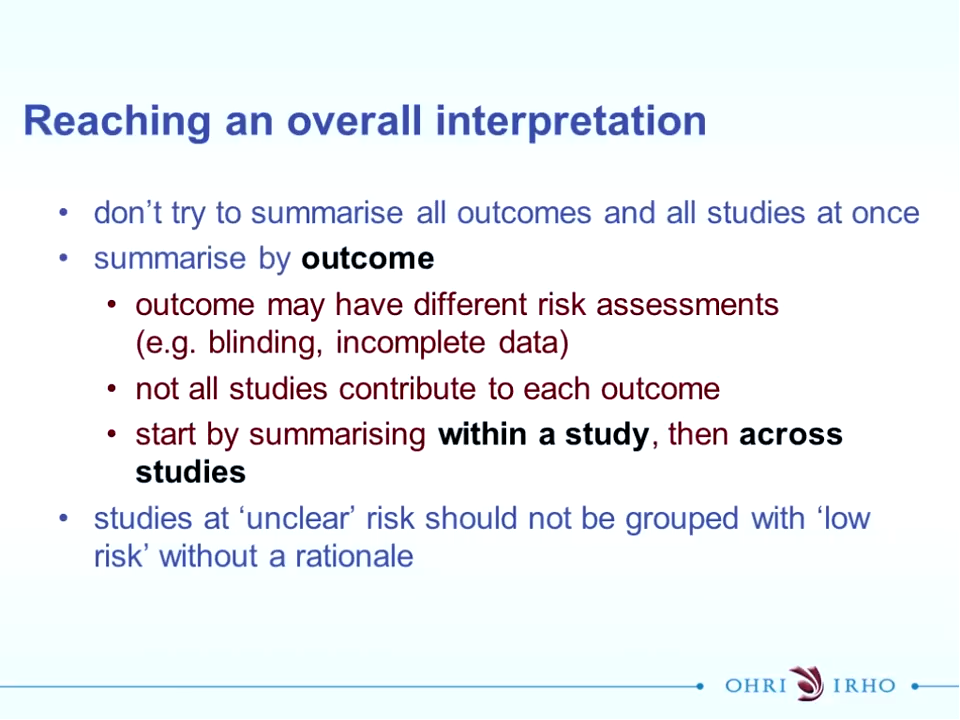 Reaching an overall interpretation
• don’t try to summarise all outcomes and all studies at once
• summarise by outcome
• outcome may have different risk assessments
(e.g. blinding, incomplete data)
• not all studies contribute to each outcome
• start by summarising within a study, then across
studies
• studies at ‘unclear’ risk should not be grouped with ‘low
risk’ without a rationale
OHRI IRHO